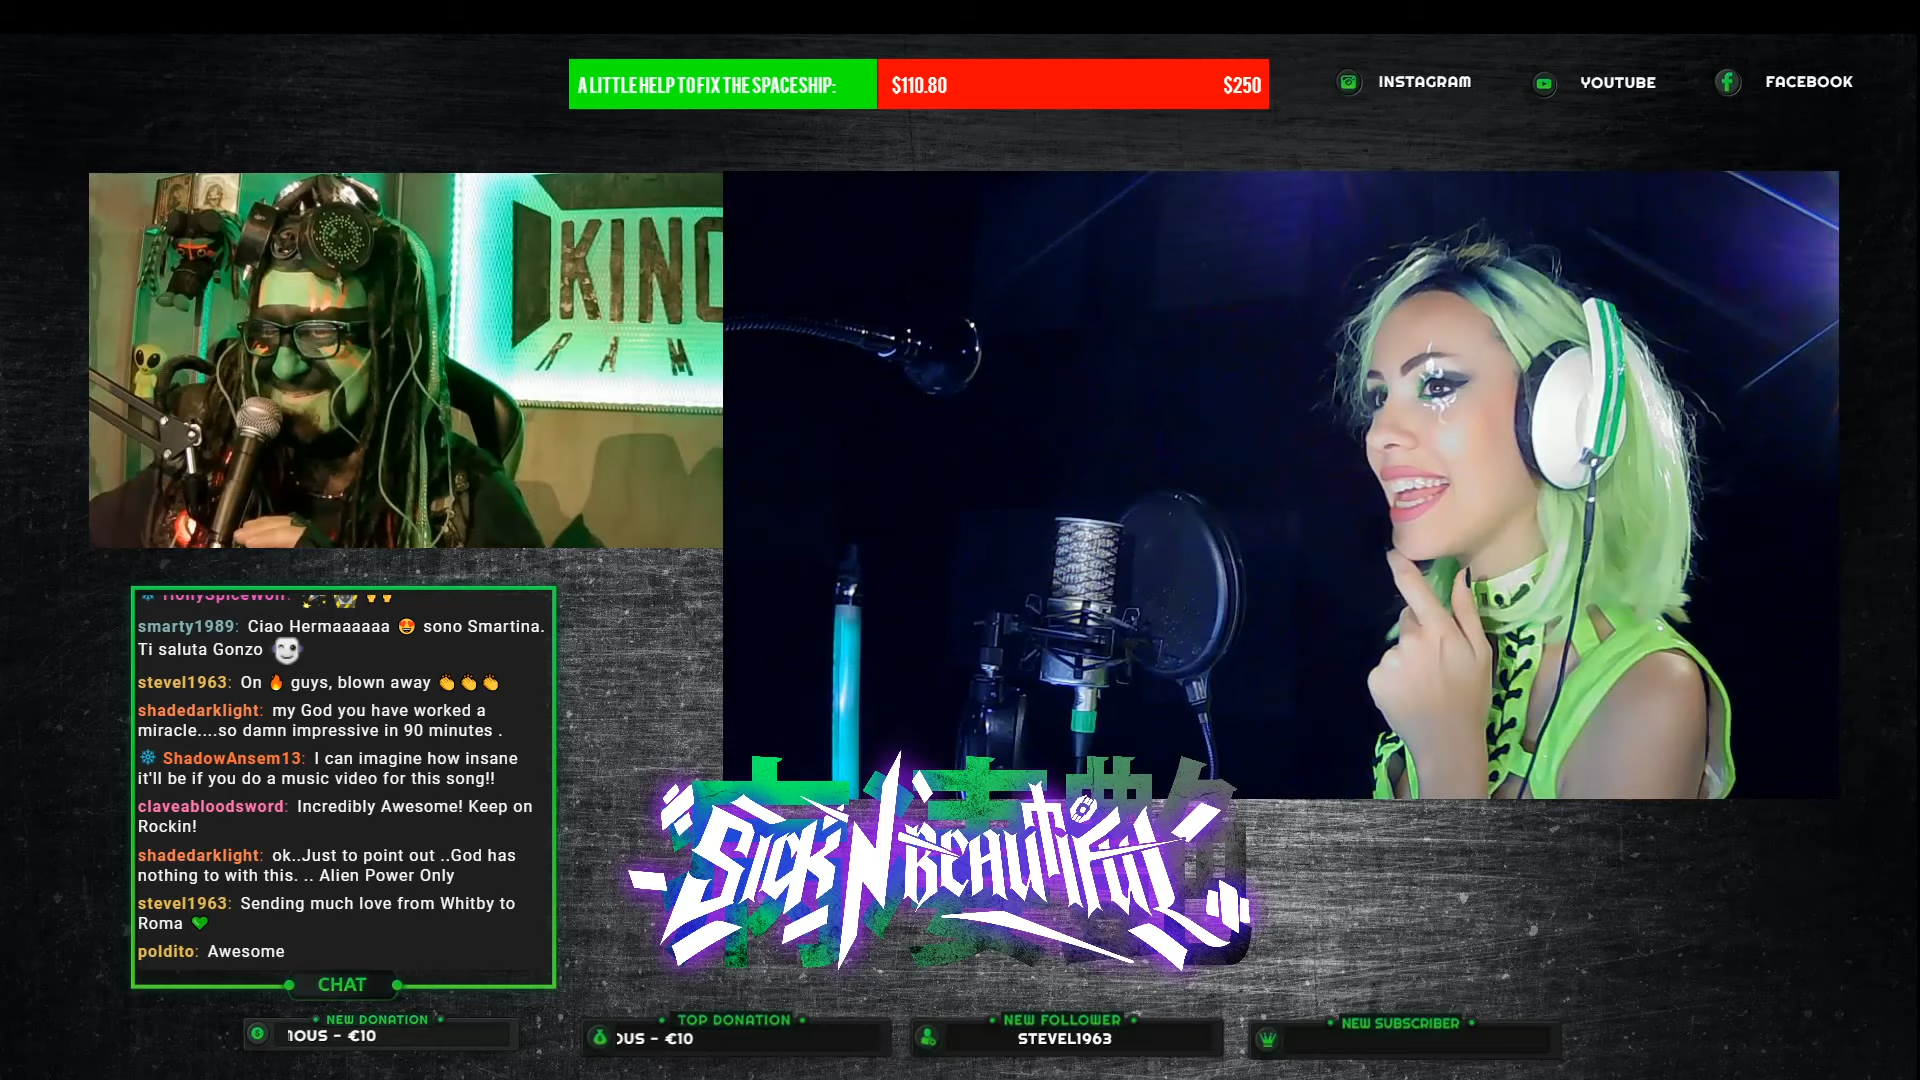 A LITTLE HELP TO FIX THE SPACESHIP:
$110.80
$250
INSTAGRAM
YOUTUBE
FACEBOOK
smarty1989: Ciao Hermaaaaaa 😍 sono Smartina.
Ti saluta Gonzo
stevel1963: On 🔥 guys, blown away 👏 👏 👏
shadedarklight: my God you have worked a
miracle....so damn impressive in 90 minutes .
ShadowAnsem13: I can imagine how insane
it'll be if you do a music video for this song!!
claveabloodsword: Incredibly Awesome! Keep on
Rockin!
shadedarklight: ok..Just to point out ..God has
nothing to with this. .. Alien Power Only
stevel1963: Sending much love from Whitby to
Roma 💚
poldito: Awesome
CHAT
SICK N BEAUTIFUL
NEW DONATION
MOUS - €10
TOP DONATION
OUS - €10
NEW FOLLOWER
STEVEL1963
NEW SUBSCRIBER